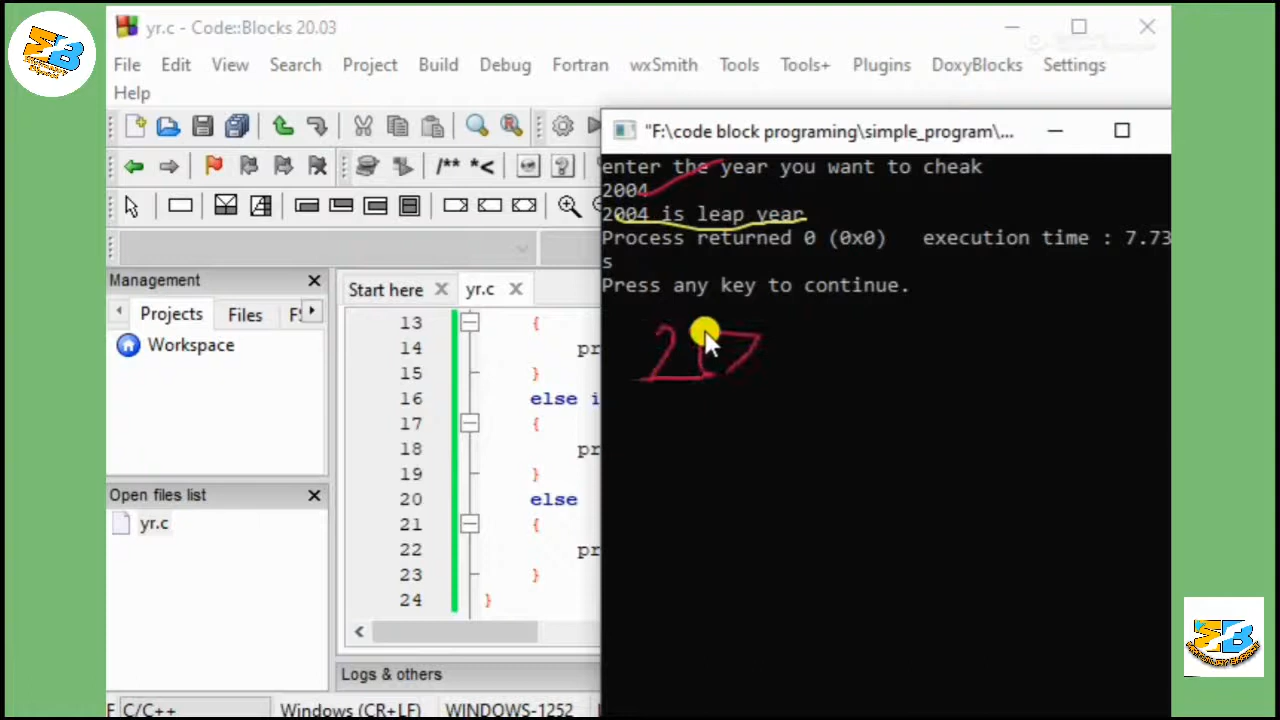 yr.c - Code::Blocks 20.03
File Edit View Search Project Build Debug Fortran wxSmith Tools Tools+ Plugins DoxyBlocks Settings
Help
/** *<
"F:\code block programing\simple_program\...
enter the year you want to cheak
2004
2004 is leap year
Process returned 0 (0x0) execution time : 7.73
s
Press any key to continue.
Management
Projects Files
Workspace
Open files list
yr.c
Start here yr.c
13 {
14 pr
15 }
16 else i
17 {
18 pr
19 }
20 else
21 {
22 pr
23 }
24 }
Logs & others
C/C++ Windows (CR+LF) WINDOWS-1252